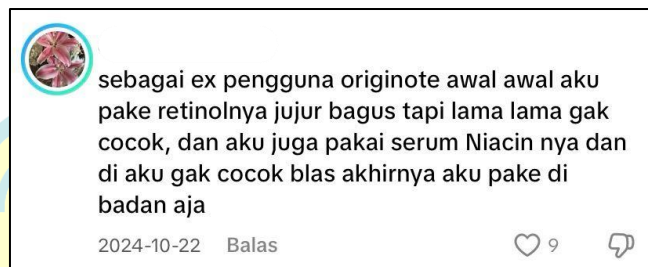 sebagai ex pengguna originote awal awal aku
pake retinolnya jujur bagus tapi lama lama gak
cocok, dan aku juga pakai serum Niacin nya dan
di aku gak cocok blas akhirnya aku pake di
badan aja
2024-10-22 Balas 9